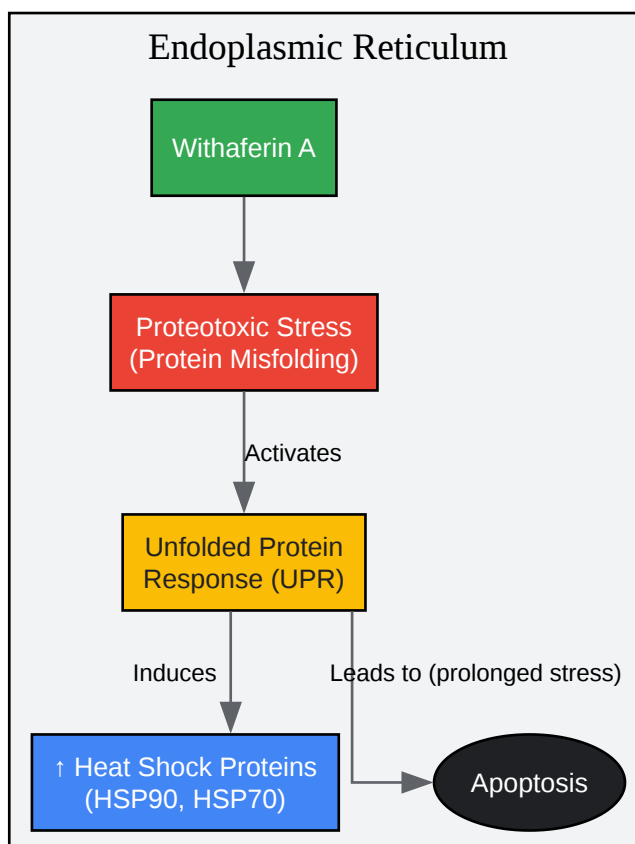 Endoplasmic Reticulum
Withaferin A
Proteotoxic Stress
(Protein Misfolding)
Activates
Unfolded Protein
Response (UPR)
Induces
Leads to (prolonged stress)
↑ Heat Shock Proteins
(HSP90, HSP70)
Apoptosis